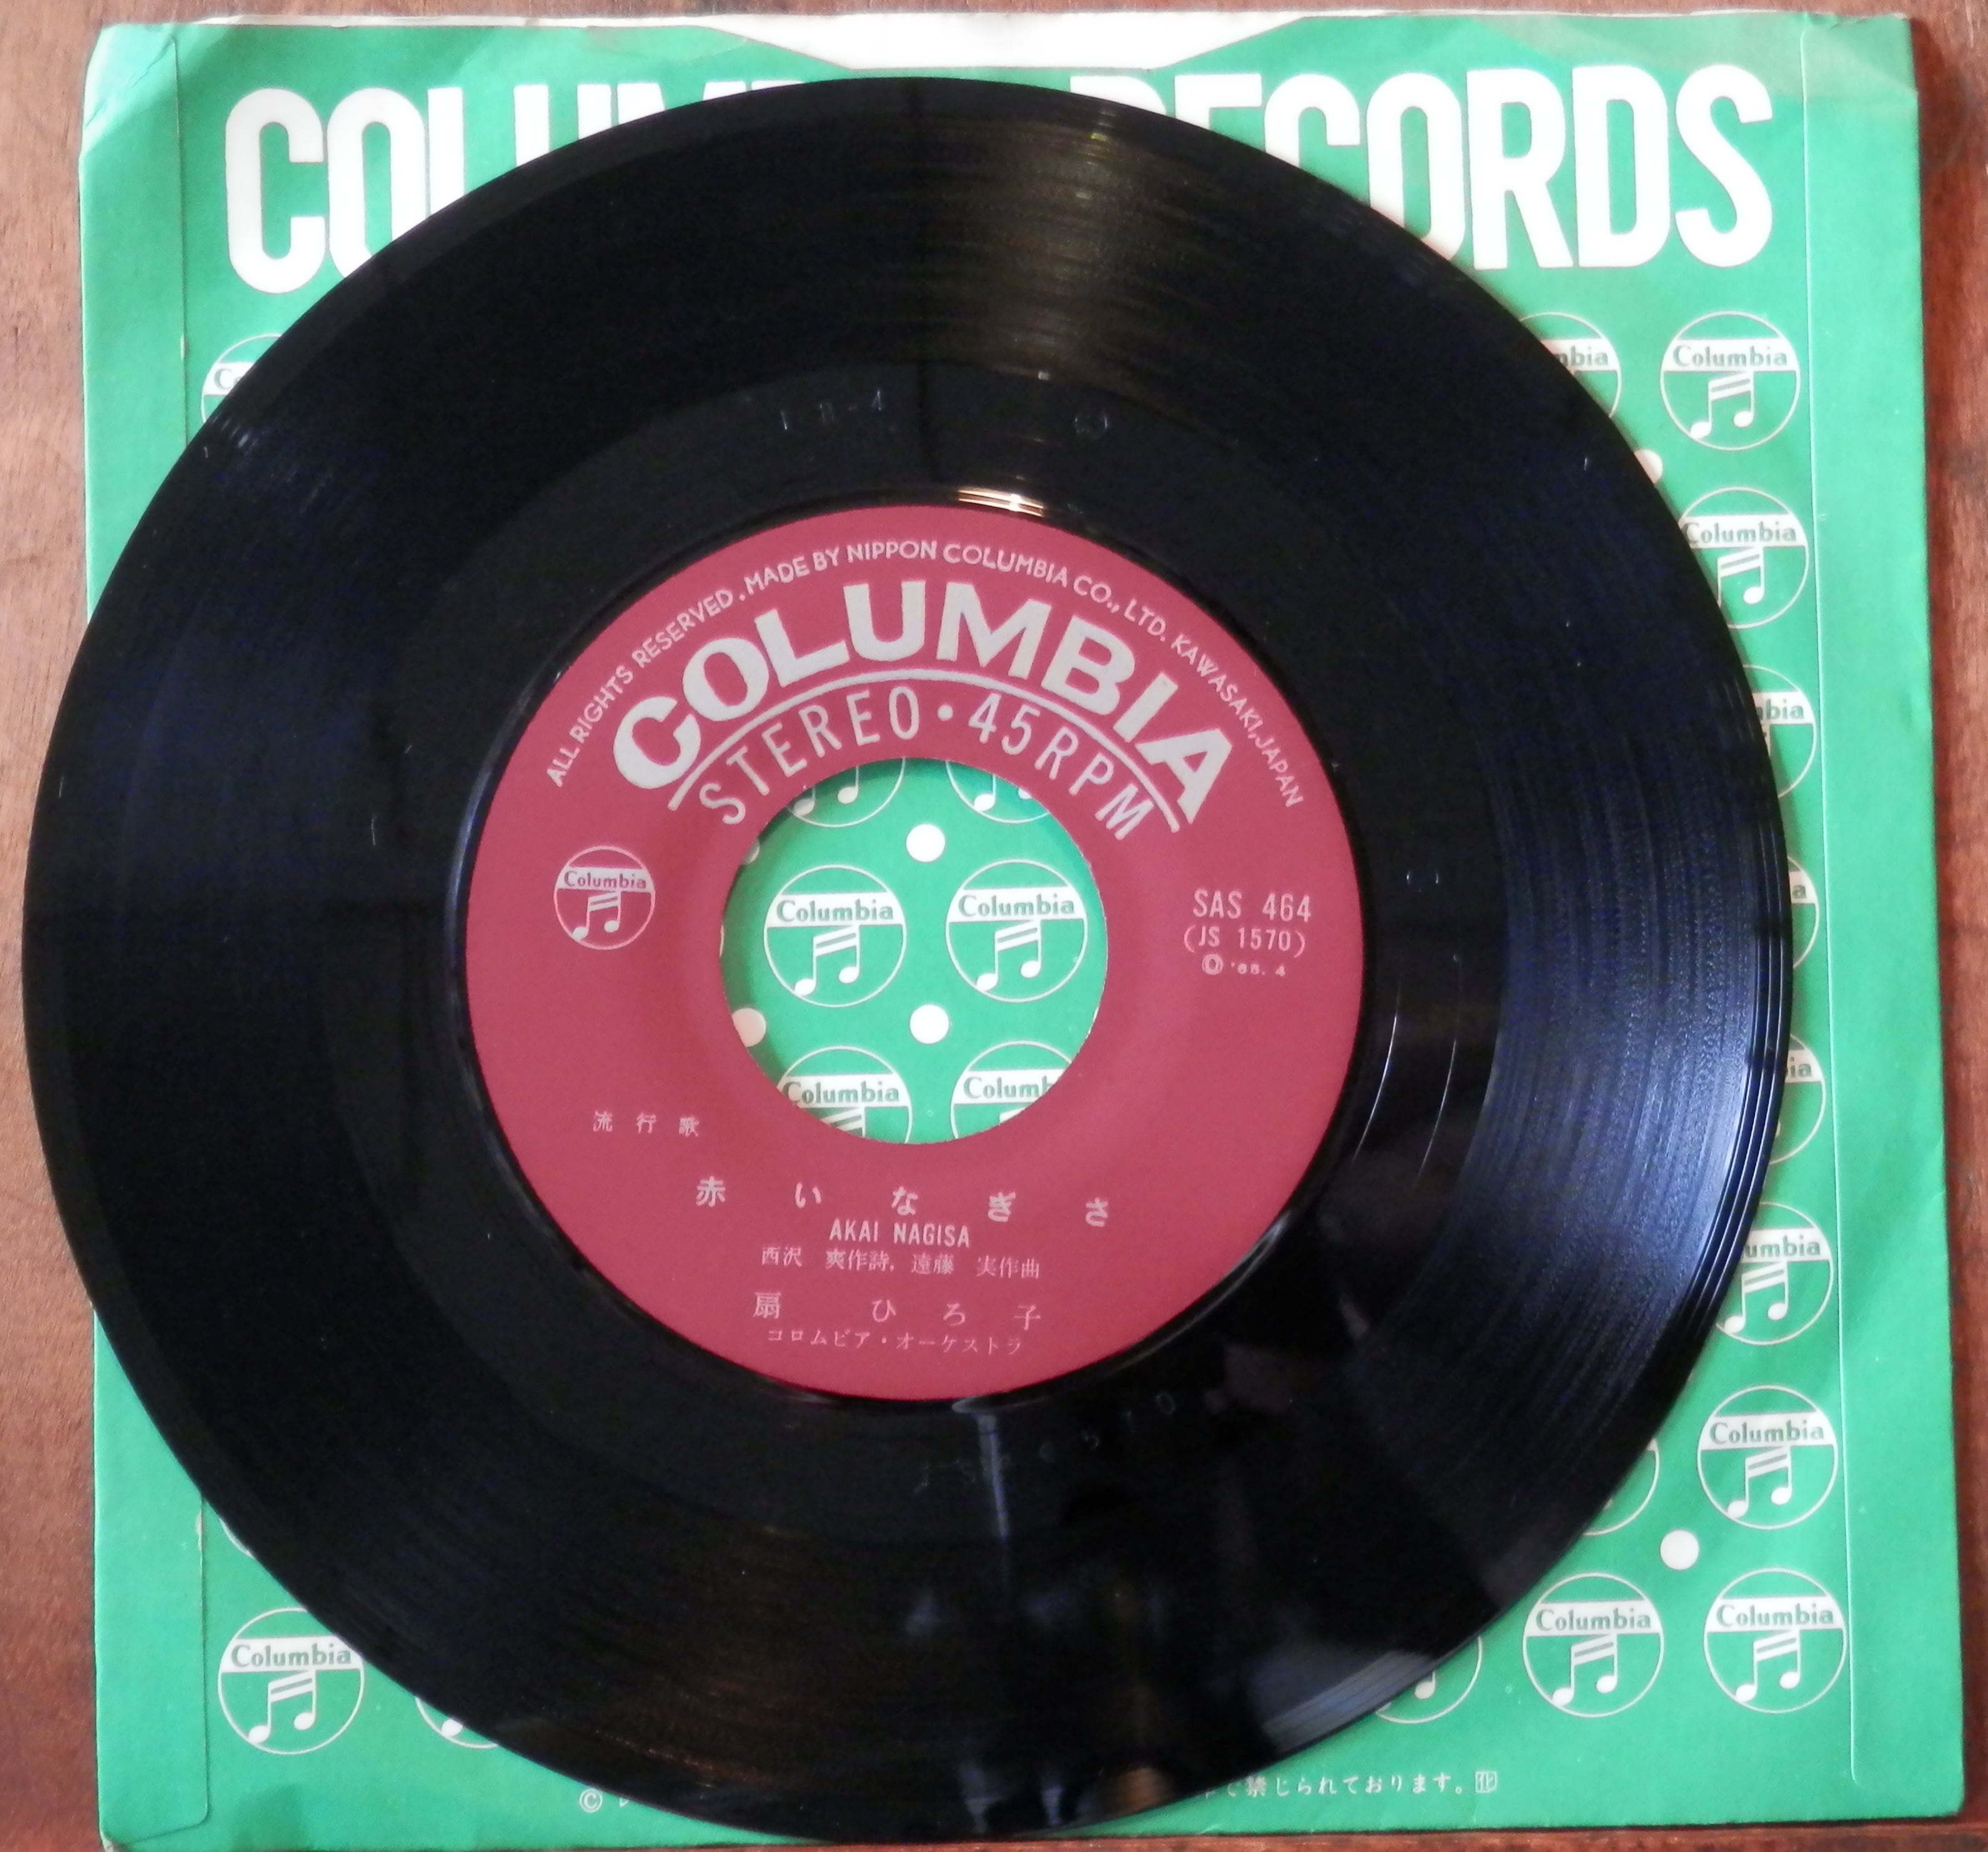 COLUMBIA RECORDS
ALL RIGHTS RESERVED. MADE BY NIPPON COLUMBIA CO., LTD. KAWASAKI, JAPAN
COLUMBIA
STEREO・45RPM
Columbia
SAS 464
(JS 1570)
流行歌
赤いなぎさ
AKAI NAGISA
西沢 爽作詩, 遠藤 実作曲
扇 ひろ子
コロムビア・オーケストラ
Columbia
Columbia
Columbia
Columbia
Columbia
Columbia
Columbia
Columbia
Columbia
Columbia
で禁じられております。